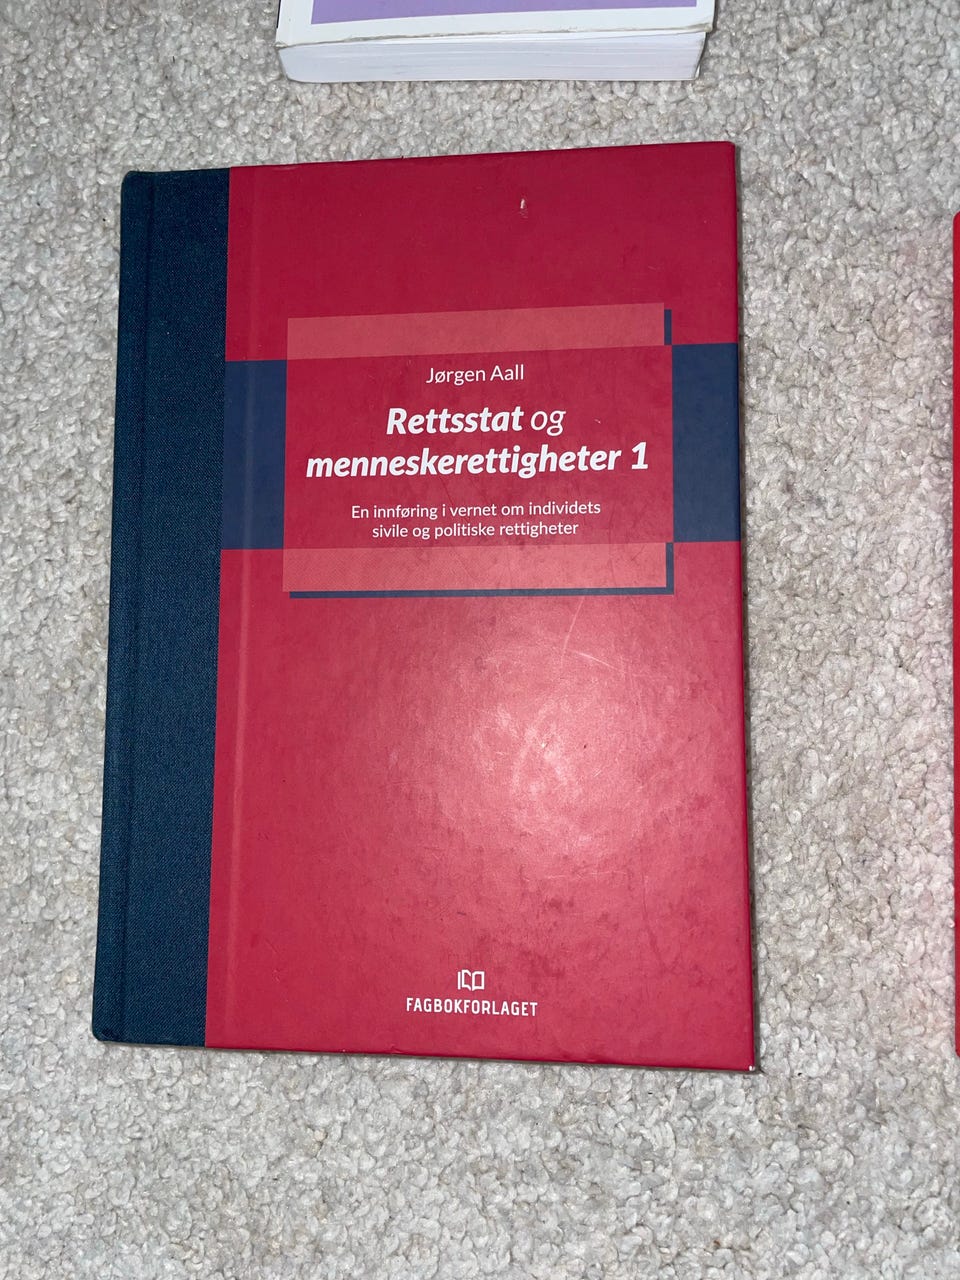 Jørgen Aall
Rettsstat og
menneskerettigheter 1
En innføring i vernet om individets
sivile og politiske rettigheter
FAGBOKFORLAGET